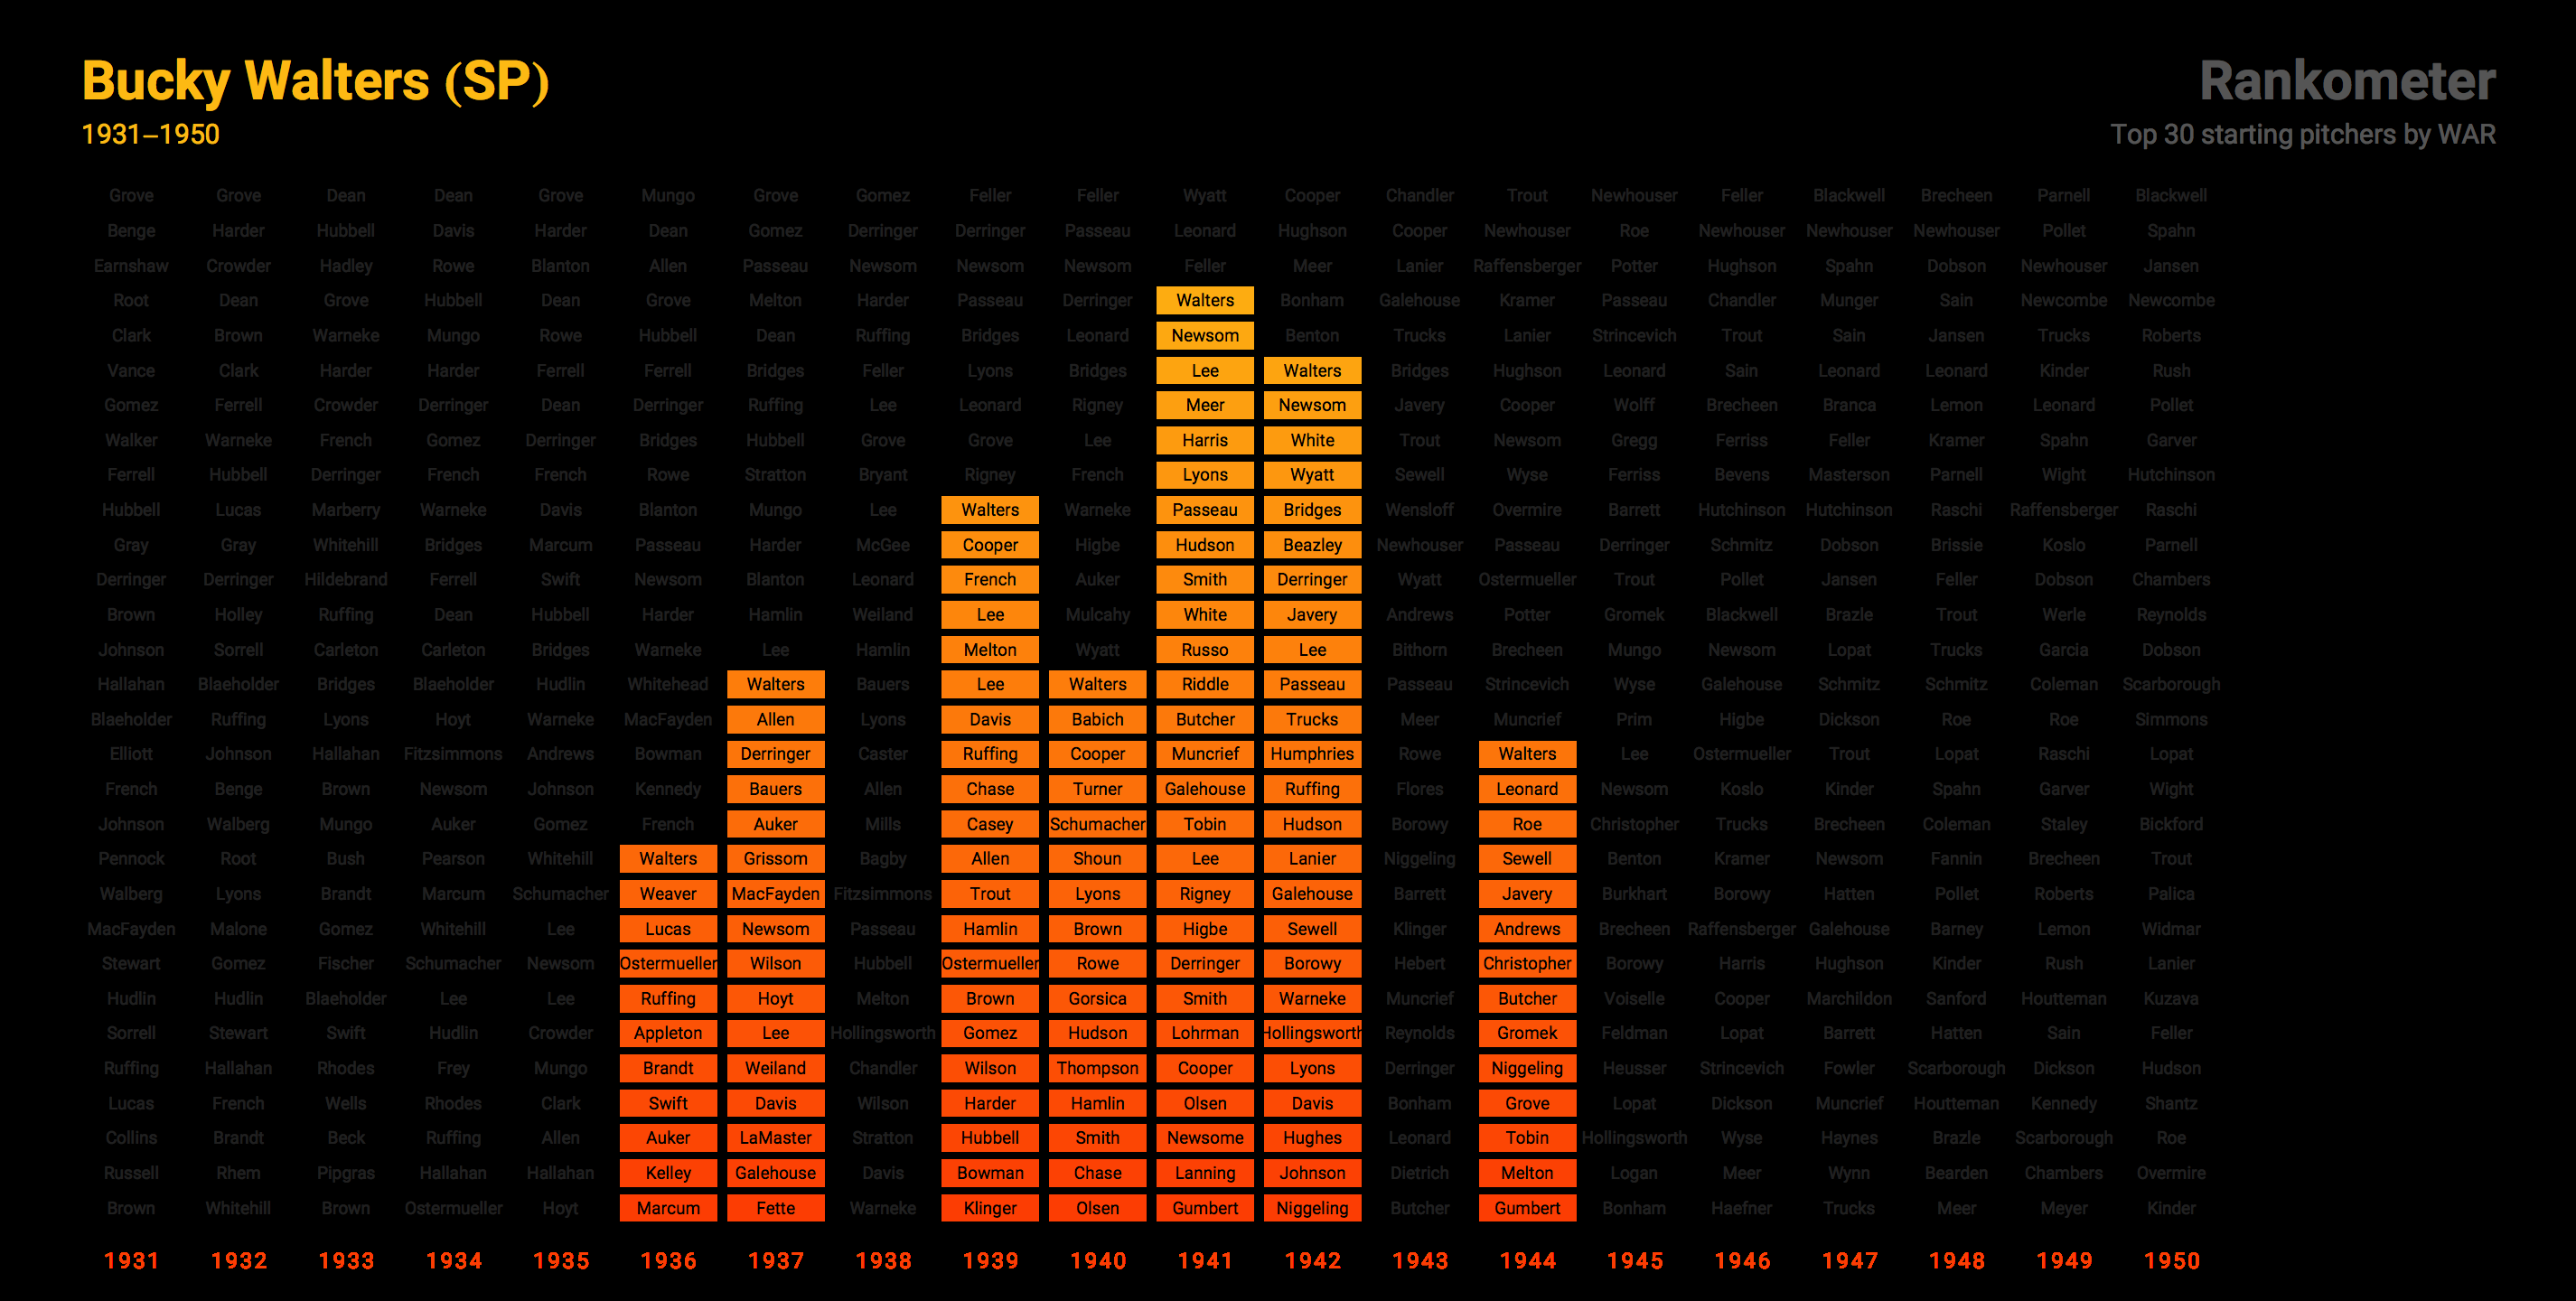 Bucky Walters (SP)
Rankometer
1931–1950
Top 30 starting pitchers by WAR
Grove Grove Dean Dean Grove Mungo Grove Gomez Feller Feller Wyatt Cooper Chandler Trout Newhouser Feller Blackwell Brecheen Parnell Blackwell
Benge Harder Hubbell Davis Harder Dean Gomez Derringer Derringer Passeau Leonard Hughson Cooper Newhouser Roe Newhouser Newhouser Newhouser Pollet Spahn
Earnshaw Crowder Hadley Rowe Blanton Allen Passeau Newsom Newsom Newsom Feller Meer Lanier Raffensberger Potter Hughson Spahn Dobson Newhouser Jansen
Root Dean Grove Hubbell Dean Grove Melton Harder Passeau Derringer Walters Bonham Galehouse Kramer Passeau Chandler Munger Sain Newcombe Newcombe
Clark Brown Warneke Mungo Rowe Hubbell Dean Ruffing Bridges Leonard Newsom Benton Trucks Lanier Strincevich Trout Sain Jansen Trucks Roberts
Vance Clark Harder Harder Ferrell Ferrell Bridges Feller Lyons Bridges Lee Walters Bridges Hughson Leonard Sain Leonard Leonard Kinder Rush
Gomez Ferrell Crowder Derringer Dean Derringer Ruffing Lee Leonard Rigney Meer Newsom Javery Cooper Wolff Brecheen Branca Lemon Leonard Pollet
Walker Warneke French Gomez Derringer Bridges Hubbell Grove Grove Lee Harris White Trout Newsom Gregg Ferriss Feller Kramer Spahn Garver
Ferrell Hubbell Derringer French French Rowe Stratton Bryant Rigney French Lyons Wyatt Sewell Wyse Ferriss Bevens Masterson Parnell Wight Hutchinson
Hubbell Lucas Marberry Warneke Davis Blanton Mungo Lee Walters Warneke Passeau Bridges Wensloff Overmire Barrett Hutchinson Hutchinson Raschi Raffensberger Raschi
Gray Gray Whitehill Bridges Marcum Passeau Harder McGee Cooper Higbe Hudson Beazley Newhouser Passeau Derringer Schmitz Dobson Brissie Koslo Parnell
Derringer Derringer Hildebrand Ferrell Swift Newsom Blanton Leonard French Auker Smith Derringer Wyatt Ostermueller Trout Pollet Jansen Feller Dobson Chambers
Brown Holley Ruffing Dean Hubbell Harder Hamlin Weiland Lee Mulcahy White Javery Andrews Potter Gromek Blackwell Brazle Trout Werle Reynolds
Johnson Sorrell Carleton Carleton Bridges Warneke Lee Hamlin Melton Wyatt Russo Lee Bithorn Brecheen Mungo Newsom Lopat Trucks Garcia Dobson
Hallahan Blaeholder Bridges Blaeholder Hudlin Whitehead Walters Bauers Lee Walters Riddle Passeau Passeau Strincevich Wyse Galehouse Schmitz Schmitz Coleman Scarborough
Blaeholder Ruffing Lyons Hoyt Warneke MacFayden Allen Lyons Davis Babich Butcher Trucks Meer Muncrief Prim Higbe Dickson Roe Roe Simmons
Elliott Johnson Hallahan Fitzsimmons Andrews Bowman Derringer Caster Ruffing Cooper Muncrief Humphries Rowe Walters Lee Ostermueller Trout Lopat Raschi Lopat
French Benge Brown Newsom Johnson Kennedy Bauers Allen Chase Turner Galehouse Ruffing Flores Leonard Newsom Koslo Kinder Spahn Garver Wight
Johnson Walberg Mungo Auker Gomez French Auker Mills Casey Schumacher Tobin Hudson Borowy Roe Christopher Trucks Brecheen Coleman Staley Bickford
Pennock Root Bush Pearson Whitehill Walters Grissom Bagby Allen Shoun Lee Lanier Niggeling Sewell Benton Kramer Newsom Fannin Brecheen Trout
Walberg Lyons Brandt Marcum Schumacher Weaver MacFayden Fitzsimmons Trout Lyons Rigney Galehouse Barrett Javery Burkhart Borowy Hatten Pollet Roberts Palica
MacFayden Malone Gomez Whitehill Lee Lucas Newsom Passeau Hamlin Brown Higbe Sewell Klinger Andrews Brecheen Raffensberger Galehouse Barney Lemon Widmar
Stewart Gomez Fischer Schumacher Newsom Ostermueller Wilson Hubbell Ostermueller Rowe Derringer Borowy Hebert Christopher Borowy Harris Hughson Kinder Rush Lanier
Hudlin Hudlin Blaeholder Lee Lee Ruffing Hoyt Melton Brown Gorsica Smith Warneke Muncrief Butcher Voiselle Cooper Marchildon Sanford Houtteman Kuzava
Sorrell Stewart Swift Hudlin Crowder Appleton Lee Hollingsworth Gomez Hudson Lohrman Hollingsworth Reynolds Gromek Feldman Lopat Barrett Hatten Sain Feller
Ruffing Hallahan Rhodes Frey Mungo Brandt Weiland Chandler Wilson Thompson Cooper Lyons Derringer Niggeling Heusser Strincevich Fowler Scarborough Dickson Hudson
Lucas French Wells Rhodes Clark Swift Davis Wilson Harder Hamlin Olsen Davis Bonham Grove Lopat Dickson Muncrief Houtteman Kennedy Shantz
Collins Brandt Beck Ruffing Allen Auker LaMaster Stratton Hubbell Smith Newsome Hughes Leonard Tobin Hollingsworth Wyse Haynes Brazle Scarborough Roe
Russell Rhem Pipgras Hallahan Hallahan Kelley Galehouse Davis Bowman Chase Lanning Johnson Dietrich Melton Logan Meer Wynn Bearden Chambers Overmire
Brown Whitehill Brown Ostermueller Hoyt Marcum Fette Warneke Klinger Olsen Gumbert Niggeling Butcher Gumbert Bonham Haefner Trucks Meer Meyer Kinder
1931 1932 1933 1934 1935 1936 1937 1938 1939 1940 1941 1942 1943 1944 1945 1946 1947 1948 1949 1950